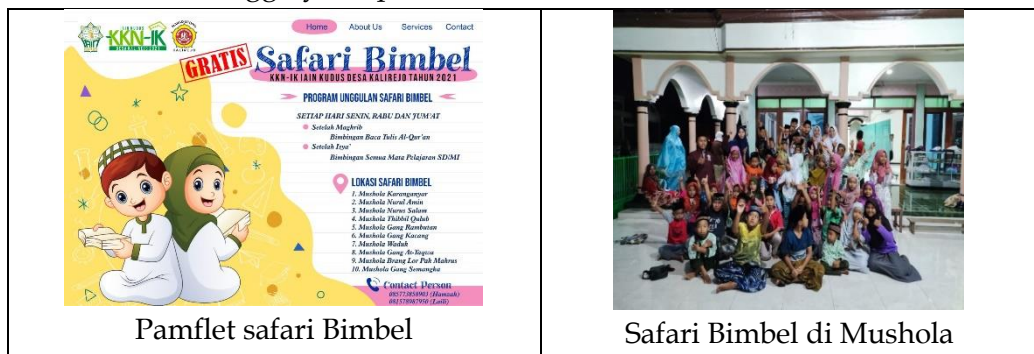 KKN-IK
Home About Us Services Contact
GRATIS
Safari Bimbel
KKN-IK IAIN KUDUS DESA KALIREJO TAHUN 2021
PROGRAM UNGGULAN SAFARI BIMBEL
SETIAP HARI SENIN, RABU DAN JUM'AT
Setelah Maghrib
Bimbingan Baca Tulis Al-Qur'an
Setelah Isya'
Bimbingan Semua Mata Pelajaran SD/MI
LOKASI SAFARI BIMBEL
1. Mushola Karanganyar
2. Mushola Nurul Amin
3. Mushola Nurus Salam
4. Mushola Thibbil Qulub
5. Mushola Gang Rambutan
6. Mushola Gang Kacang
7. Mushola Waduh
8. Mushola Gang At-Taqwa
9. Mushola Brang Lor Pak Mahrus
10. Mushola Gang Semangka
Contact Person
(Hamzah)
(Laili)
Pamflet safari Bimbel
Safari Bimbel di Mushola